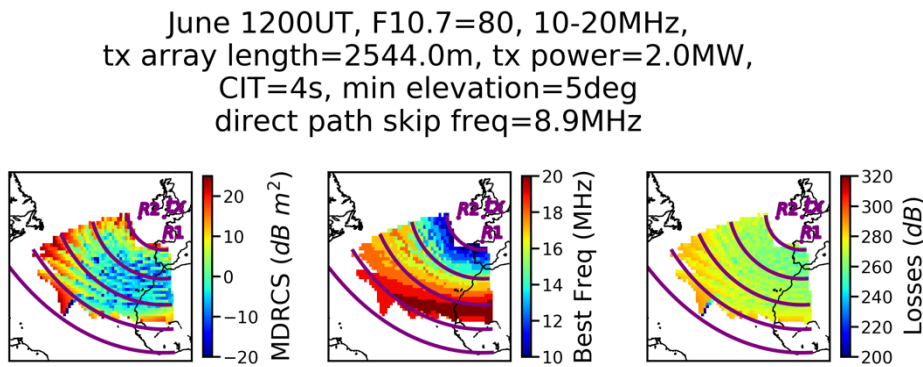 June 1200UT, F10.7=80, 10-20MHz,
tx array length=2544.0m, tx power=2.0MW,
CIT=4s, min elevation=5deg
direct path skip freq=8.9MHz
R2 tx
R1
20
10
0
−10
−20
MDRCS (dB m²)
R2 tx
R1
20
18
16
14
12
10
Best Freq (MHz)
R2 tx
R1
320
300
280
260
240
220
200
Losses (dB)